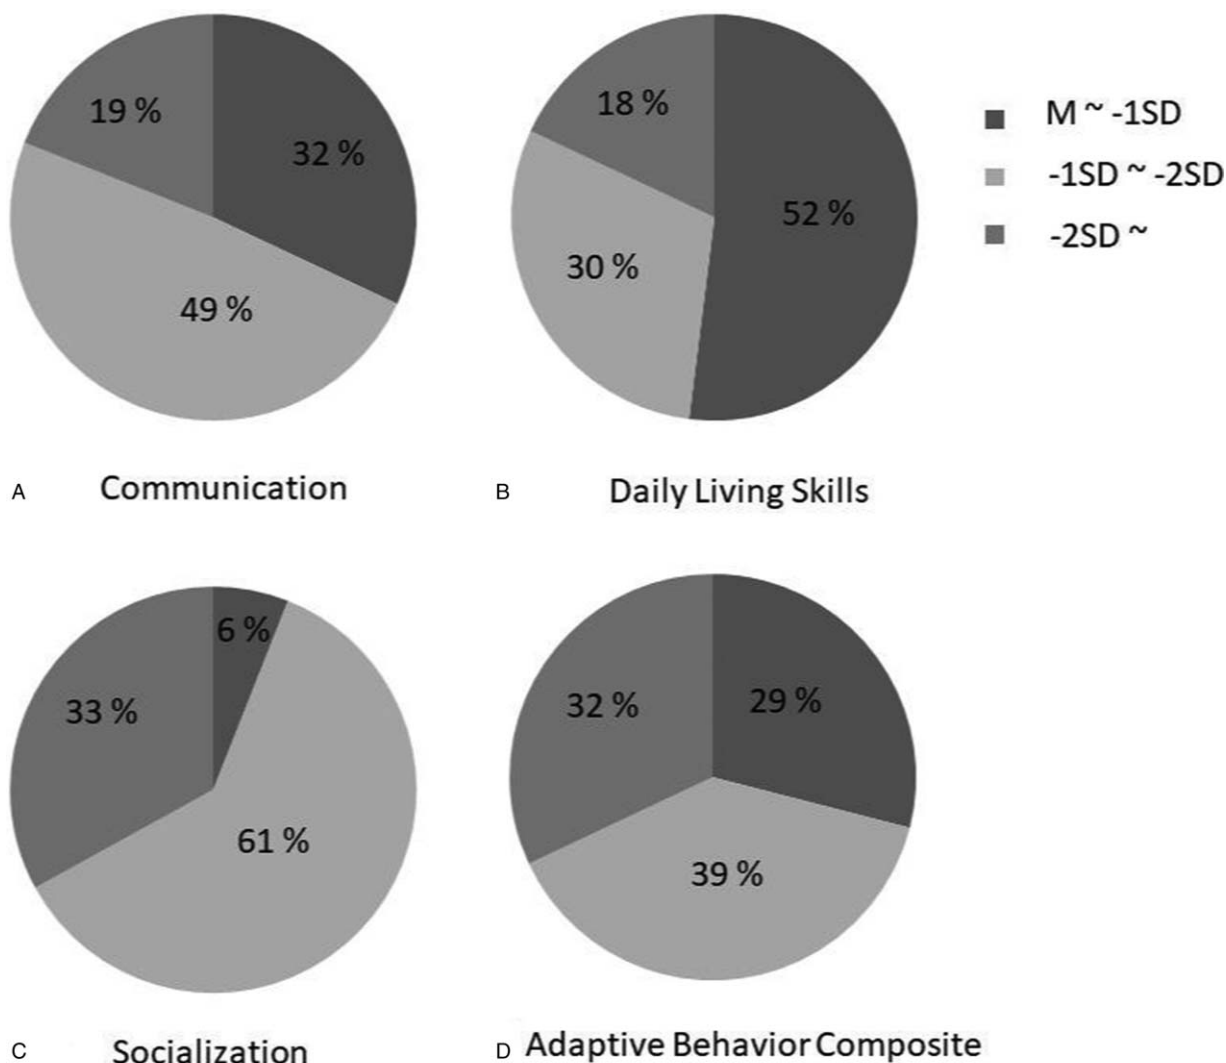 19 %
32 %
49 %
18 %
52 %
30 %
M ~ -1SD
-1SD ~ -2SD
-2SD ~
A Communication
B Daily Living Skills
6 %
33 %
61 %
29 %
32 %
39 %
C Socialization
D Adaptive Behavior Composite